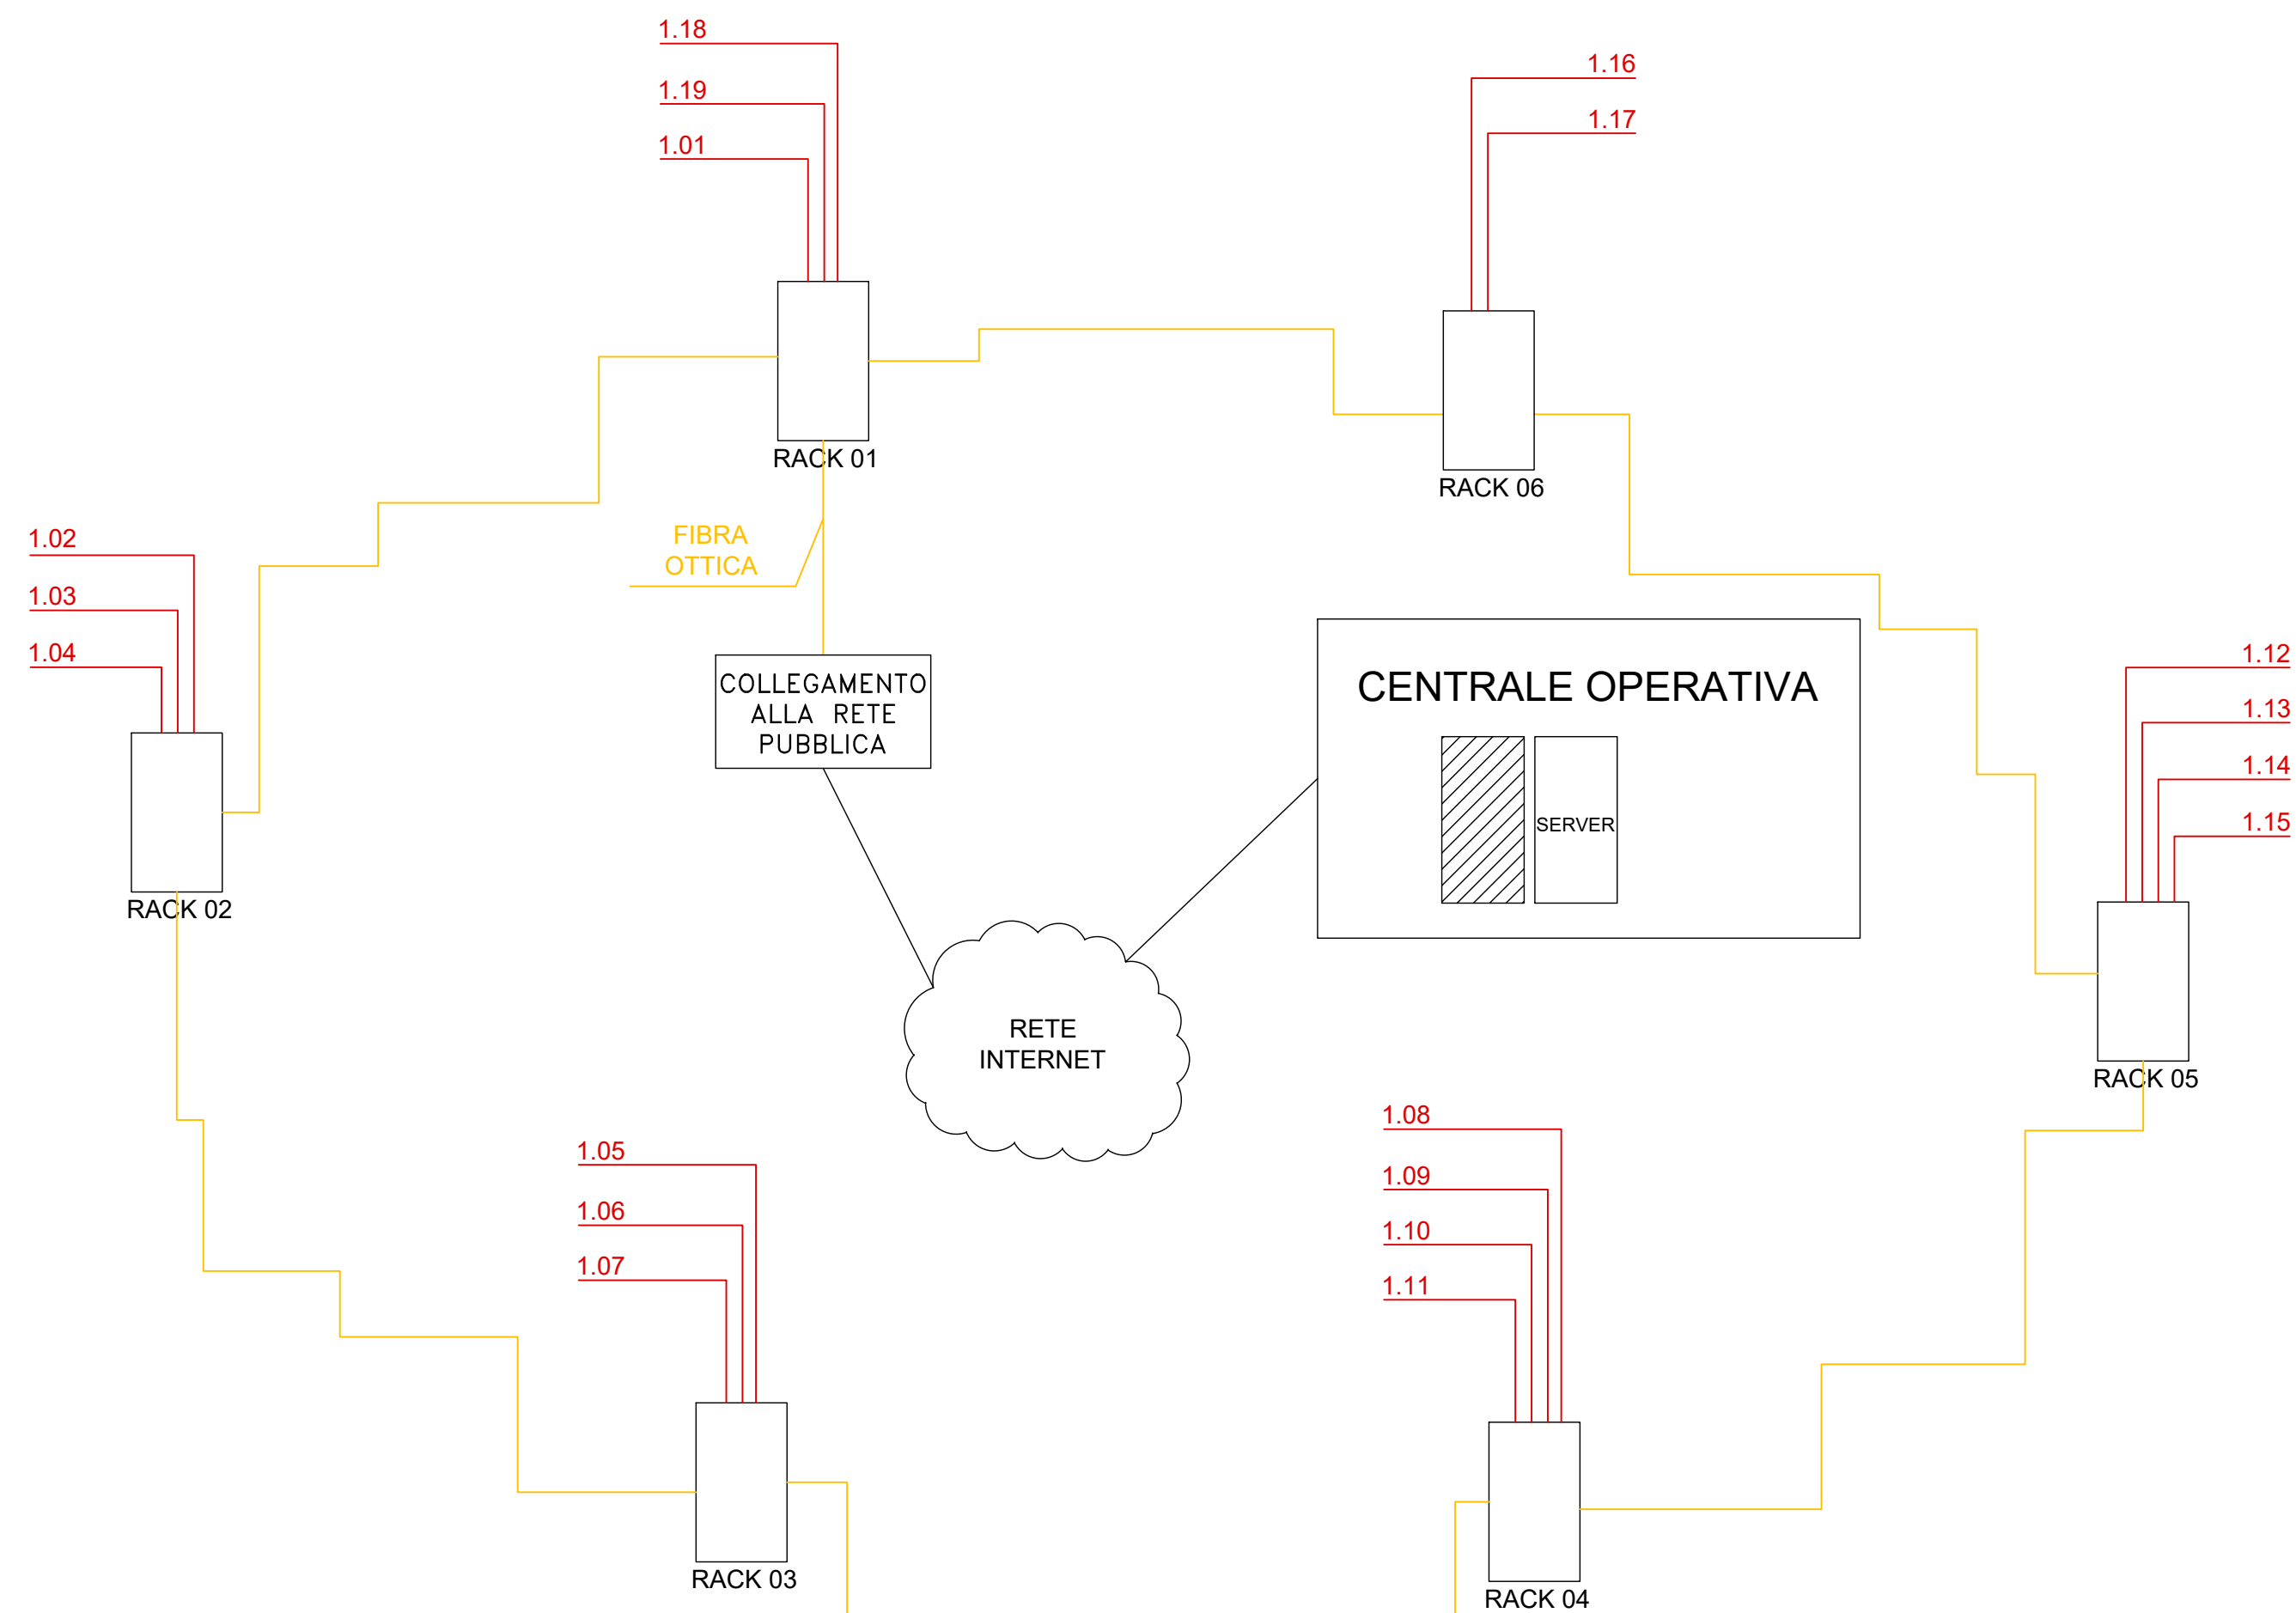 1.18
1.19
1.01
1.16
1.17
RACK 01
RACK 06
FIBRA
OTTICA
1.02
1.03
1.04
COLLEGAMENTO
ALLA RETE
PUBBLICA
CENTRALE OPERATIVA
SERVER
1.12
1.13
1.14
1.15
RACK 02
RETE
INTERNET
RACK 05
1.05
1.06
1.07
1.08
1.09
1.10
1.11
RACK 03
RACK 04